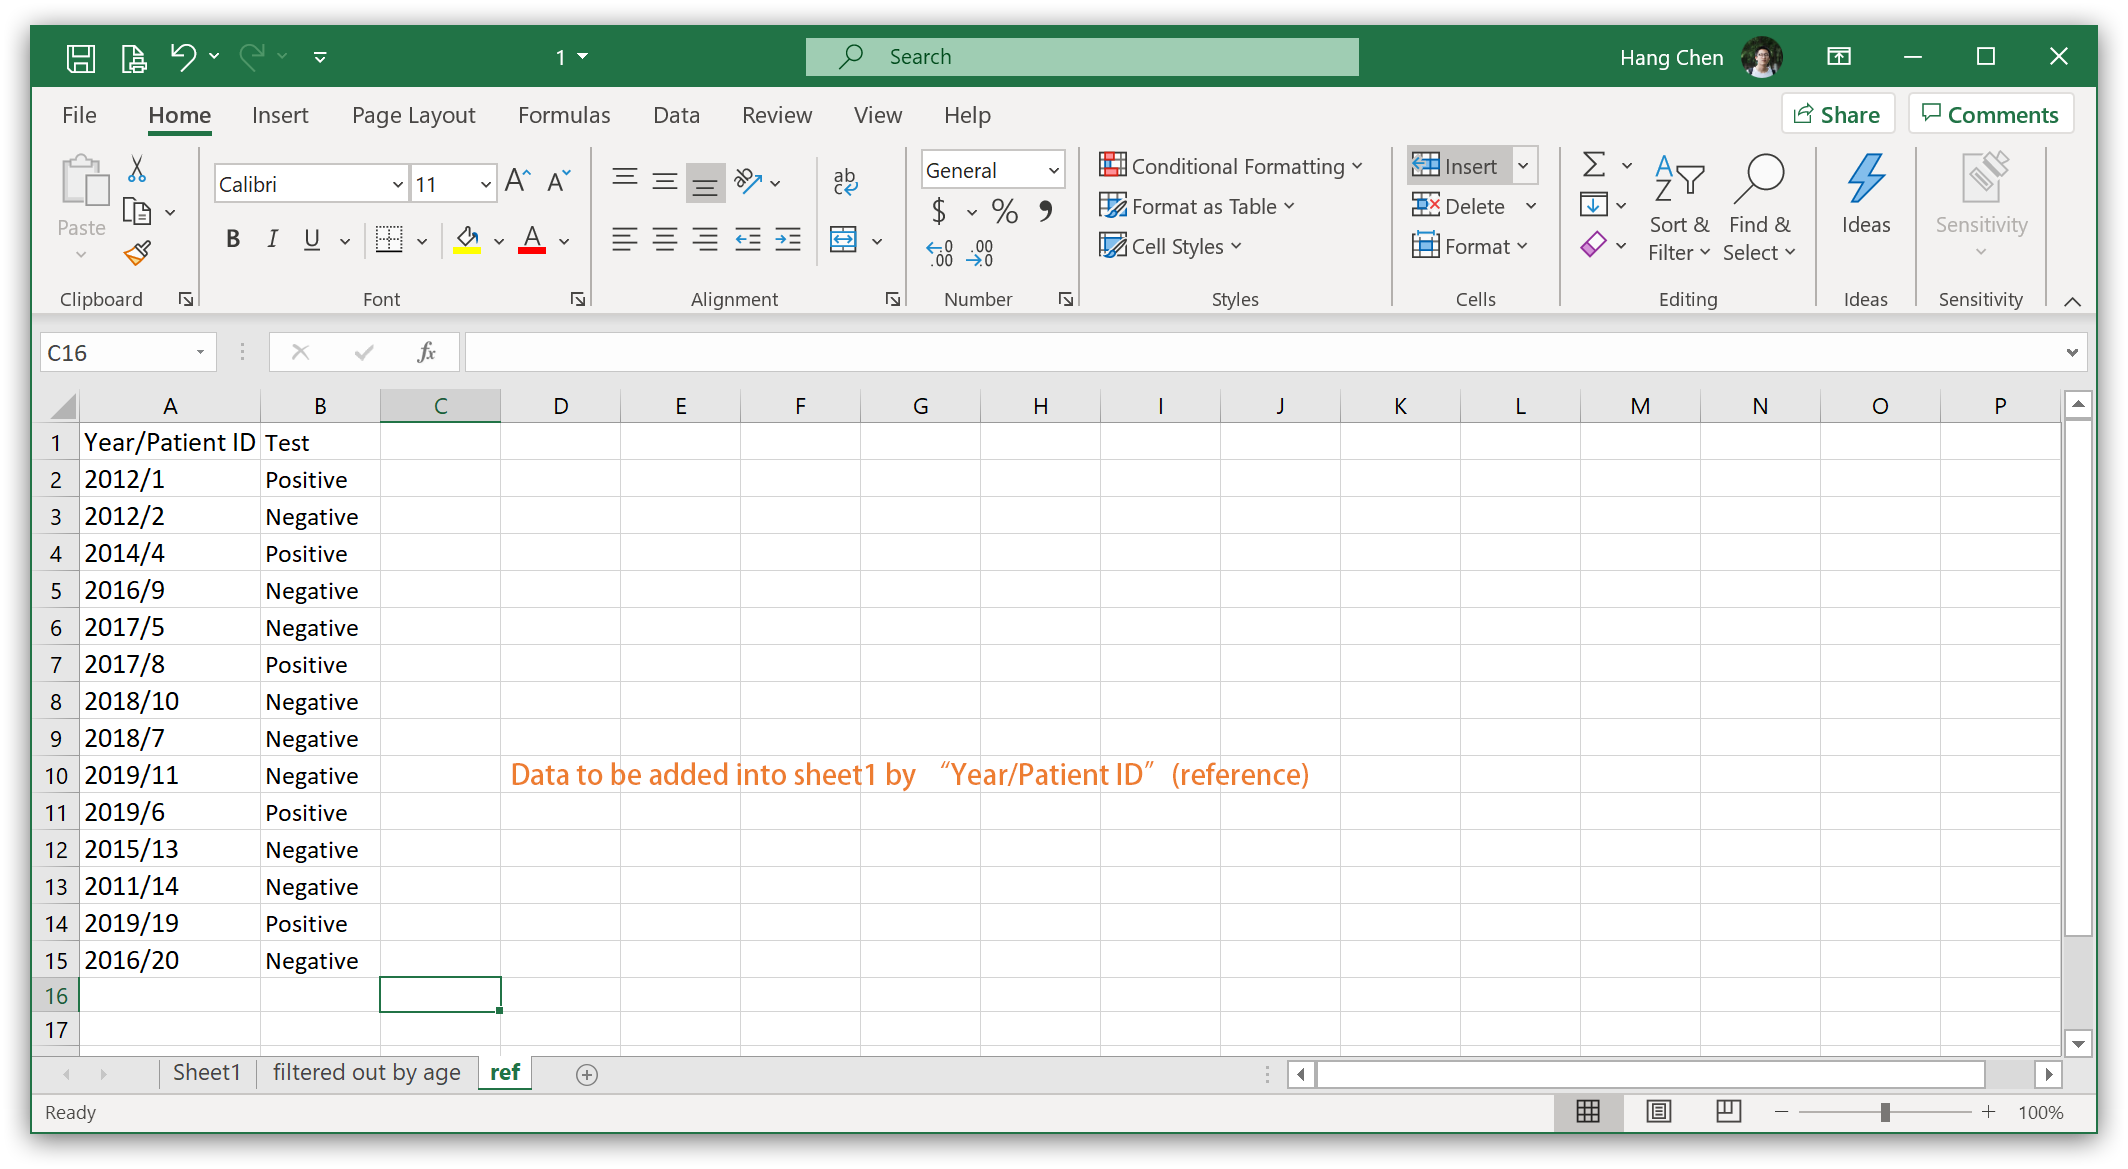 1
Search
Hang Chen
File Home Insert Page Layout Formulas Data Review View Help
Share Comments
Paste
Clipboard
Calibri 11
B I U
Font
ab
c
Alignment
General
$ % ,
Number
Conditional Formatting
Format as Table
Cell Styles
Styles
Insert
Delete
Format
Cells
Sort & Filter
Find & Select
Editing
Ideas
Ideas
Sensitivity
Sensitivity
C16
fx
A B C D E F G H I J K L M N O P
1 Year/Patient ID Test
2 2012/1 Positive
3 2012/2 Negative
4 2014/4 Positive
5 2016/9 Negative
6 2017/5 Negative
7 2017/8 Positive
8 2018/10 Negative
9 2018/7 Negative
10 2019/11 Negative Data to be added into sheet1 by “Year/Patient ID” (reference)
11 2019/6 Positive
12 2015/13 Negative
13 2011/14 Negative
14 2019/19 Positive
15 2016/20 Negative
16
17
Sheet1 filtered out by age ref
Ready 100%